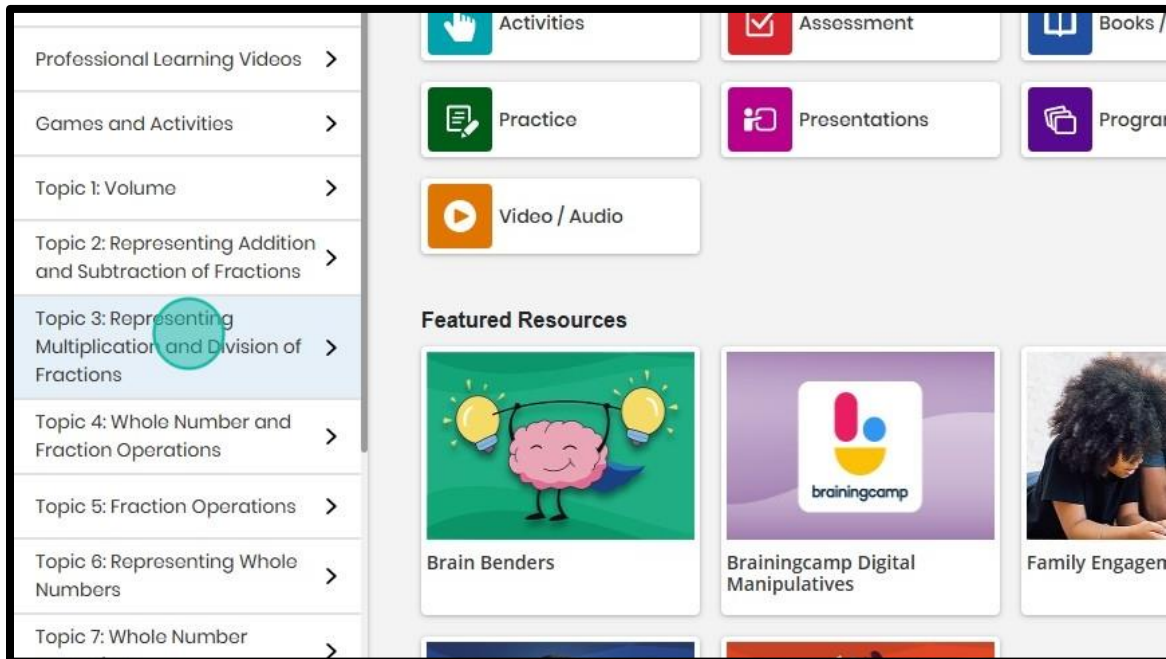 Professional Learning Videos
Games and Activities
Topic 1: Volume
Topic 2: Representing Addition
and Subtraction of Fractions
Topic 3: Representing
Multiplication and Division of
Fractions
Topic 4: Whole Number and
Fraction Operations
Topic 5: Fraction Operations
Topic 6: Representing Whole
Numbers
Topic 7: Whole Number
Activities
Assessment
Books /
Practice
Presentations
Video / Audio
Featured Resources
Brain Benders
brainingcamp
Brainingcamp Digital
Manipulatives
Family